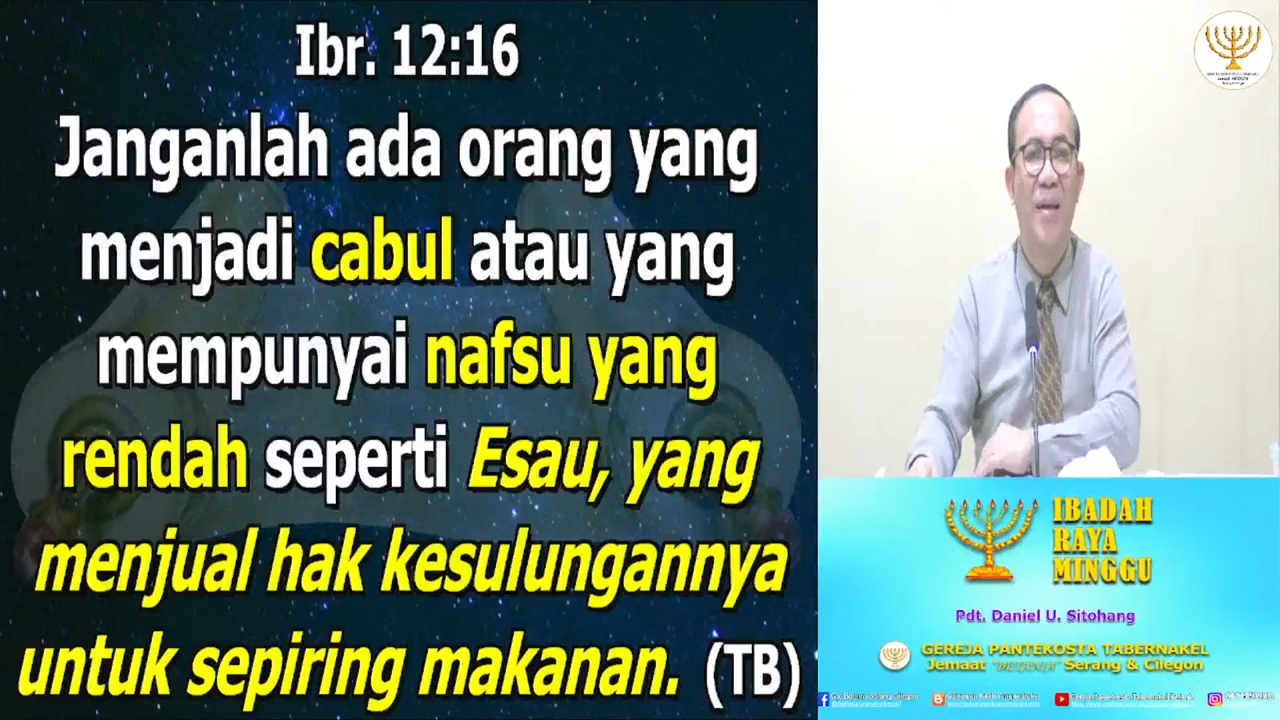 Ibr. 12:16
Janganlah ada orang yang
menjadi cabul atau yang
mempunyai nafsu yang
rendah seperti Esau, yang
menjual hak kesulungannya
untuk sepiring makanan. (TB)
IBADAH
RAYA
MINGGU
Pdt. Daniel U. Sitohang
GEREJA PANTEKOSTA TABERNAKEL
Jemaat "BETANIA" Serang & Cilegon